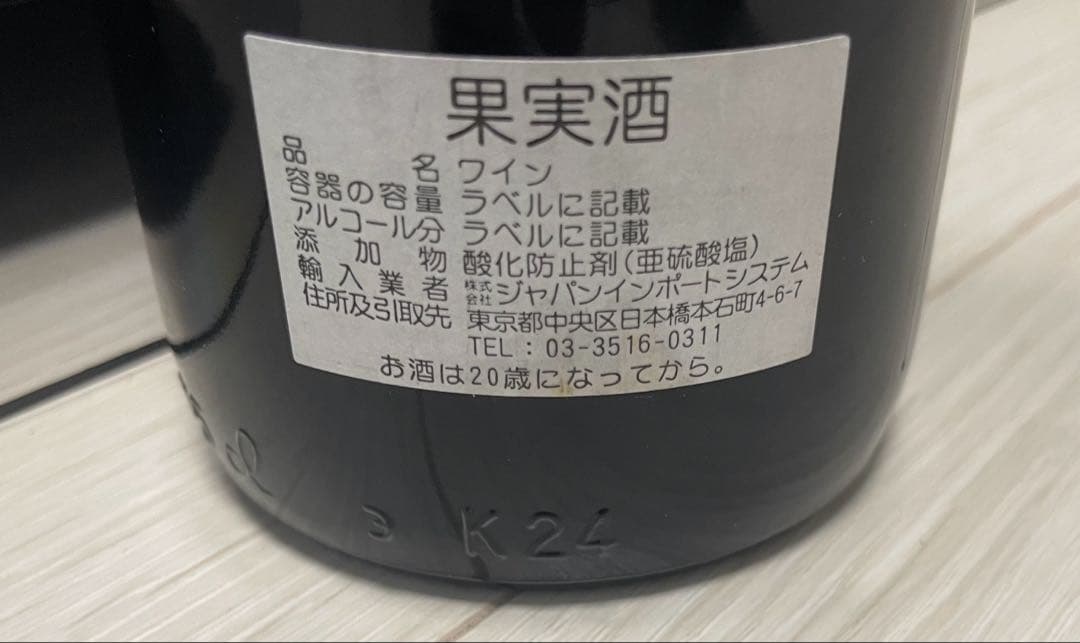 果実酒
品名 ワイン
容器の容量 ラベルに記載
アルコール分 ラベルに記載
添加物 酸化防止剤(亜硫酸塩)
輸入業者 株式会社ジャパンインポートシステム
住所及引取先 東京都中央区日本橋本石町4-6-7
TEL : 03-3516-0311
お酒は20歳になってから。
3 K24